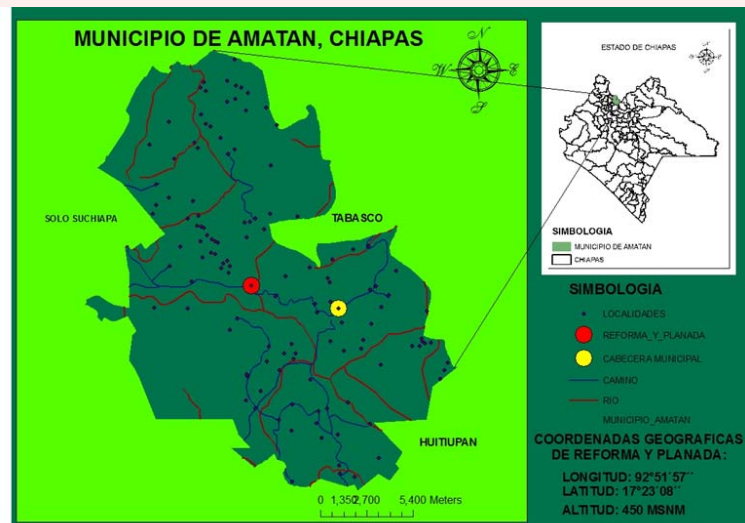 MUNICIPIO DE AMATAN, CHIAPAS
N
W
E
S
SOLO SUCHIAPA
TABASCO
HUITIUPAN
0 1,350 2,700 5,400 Meters
ESTADO DE CHIAPAS
SIMBOLOGIA
MUNICIPIO DE AMATAN
CHIAPAS
SIMBOLOGIA
LOCALIDADES
REFORMA_Y_PLANADA
CABECERA MUNICIPAL
CAMINO
RIO
MUNICIPIO_AMATAN
COORDENADAS GEOGRAFICAS
DE REFORMA Y PLANADA:
LONGITUD: 92°51´57´´
LATITUD: 17°23´08´´
ALTITUD: 450 MSNM